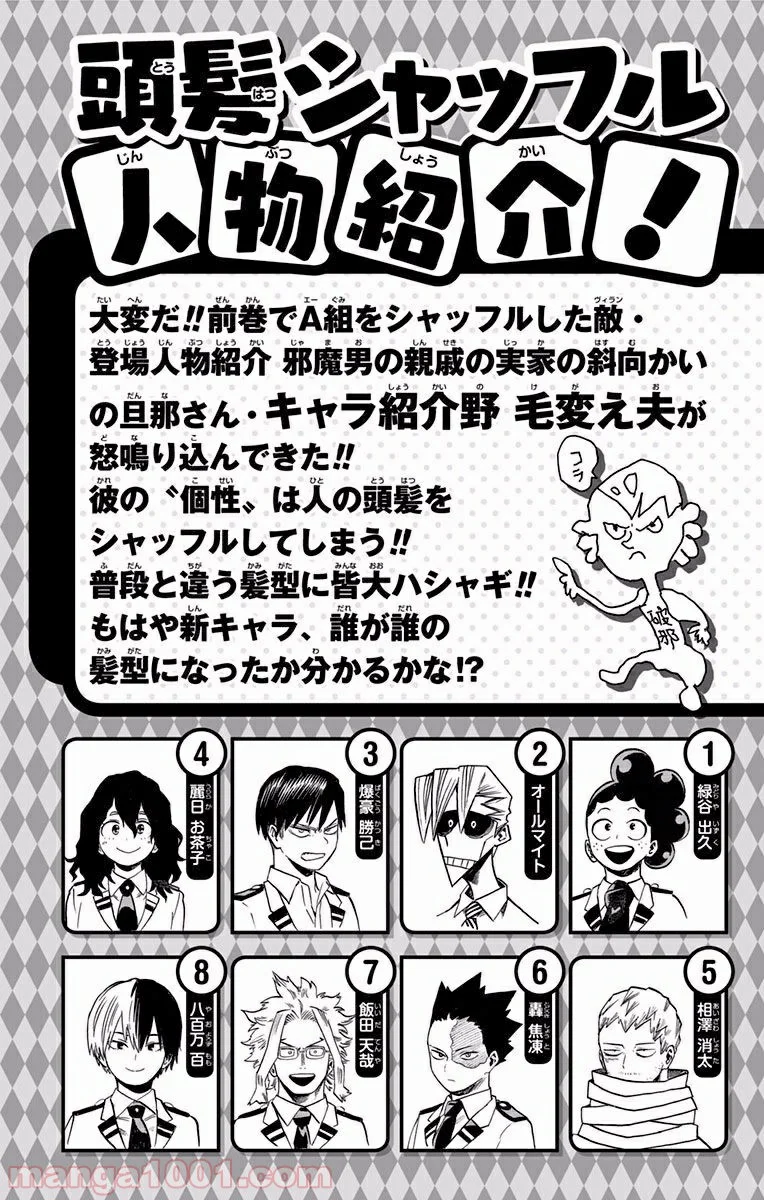 頭髪シャッフル
人物紹介!
大変だ!!前巻でA組をシャッフルした敵・
登場人物紹介 邪魔男の親戚の実家の斜向かい
の旦那さん・キャラ紹介野 毛変え夫が
怒鳴り込んできた!!
彼の〝個性〟は人の頭髪を
シャッフルしてしまう!!
普段と違う髪型に皆大ハシャギ!!
もはや新キャラ、誰が誰の
髪型になったか分かるかな!?
コラ
破那
1
緑谷 出久
2
オールマイト
3
爆豪 勝己
4
麗日 お茶子
5
相澤 消太
6
轟 焦凍
7
飯田 天哉
8
八百万 百
manga1001.com